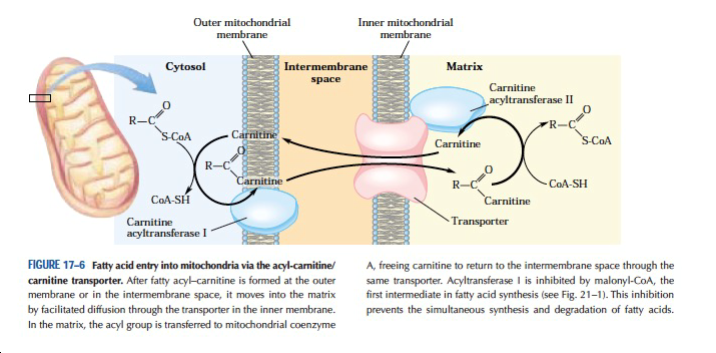 Outer mitochondrial
membrane
Inner mitochondrial
membrane
Cytosol
Intermembrane
space
Matrix
Carnitine
acyltransferase II
R–C
O
S-CoA
Carnitine
R–C
O
Carnitine
CoA-SH
Carnitine
acyltransferase I
Carnitine
R–C
O
Carnitine
Transporter
R–C
O
S-CoA
CoA-SH
FIGURE 17–6 Fatty acid entry into mitochondria via the acyl-carnitine/
carnitine transporter. After fatty acyl–carnitine is formed at the outer
membrane or in the intermembrane space, it moves into the matrix
by facilitated diffusion through the transporter in the inner membrane.
In the matrix, the acyl group is transferred to mitochondrial coenzyme
A, freeing carnitine to return to the intermembrane space through the
same transporter. Acyltransferase I is inhibited by malonyl-CoA, the
first intermediate in fatty acid synthesis (see Fig. 21–1). This inhibition
prevents the simultaneous synthesis and degradation of fatty acids.